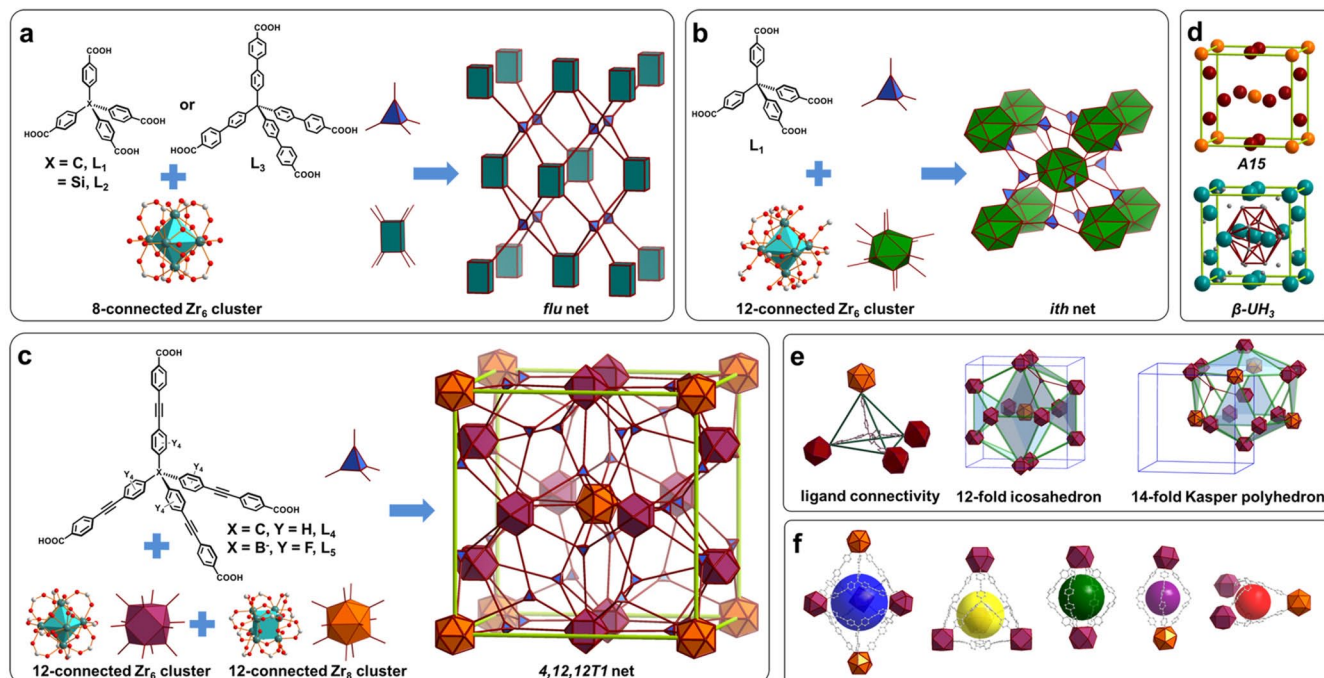 a
COOH
COOH
X
HOOC
COOH
COOH
X = C, L₁
= Si, L₂
or
COOH
HOOC
COOH
COOH
L₃
8-connected Zr₆ cluster
flu net
b
COOH
HOOC
COOH
COOH
L₁
12-connected Zr₆ cluster
ith net
d
A15
β-UH₃
c
COOH
Y₄
Y₄
X
Y₄
Y₄
HOOC
COOH
COOH
X = C, Y = H, L₄
X = B⁻, Y = F, L₅
12-connected Zr₆ cluster
12-connected Zr₈ cluster
4,12,12T1 net
e
ligand connectivity
12-fold icosahedron
14-fold Kasper polyhedron
f